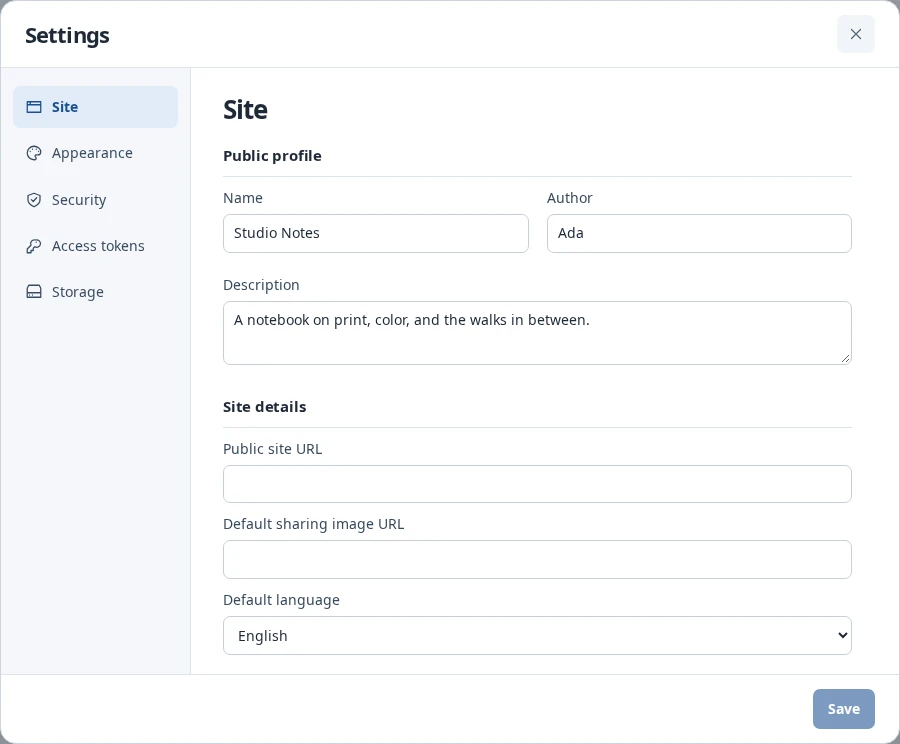 Settings
Site
Appearance
Security
Access tokens
Storage
Site
Public profile
Name
Author
Studio Notes
Ada
Description
A notebook on print, color, and the walks in between.
Site details
Public site URL
Default sharing image URL
Default language
English
Save